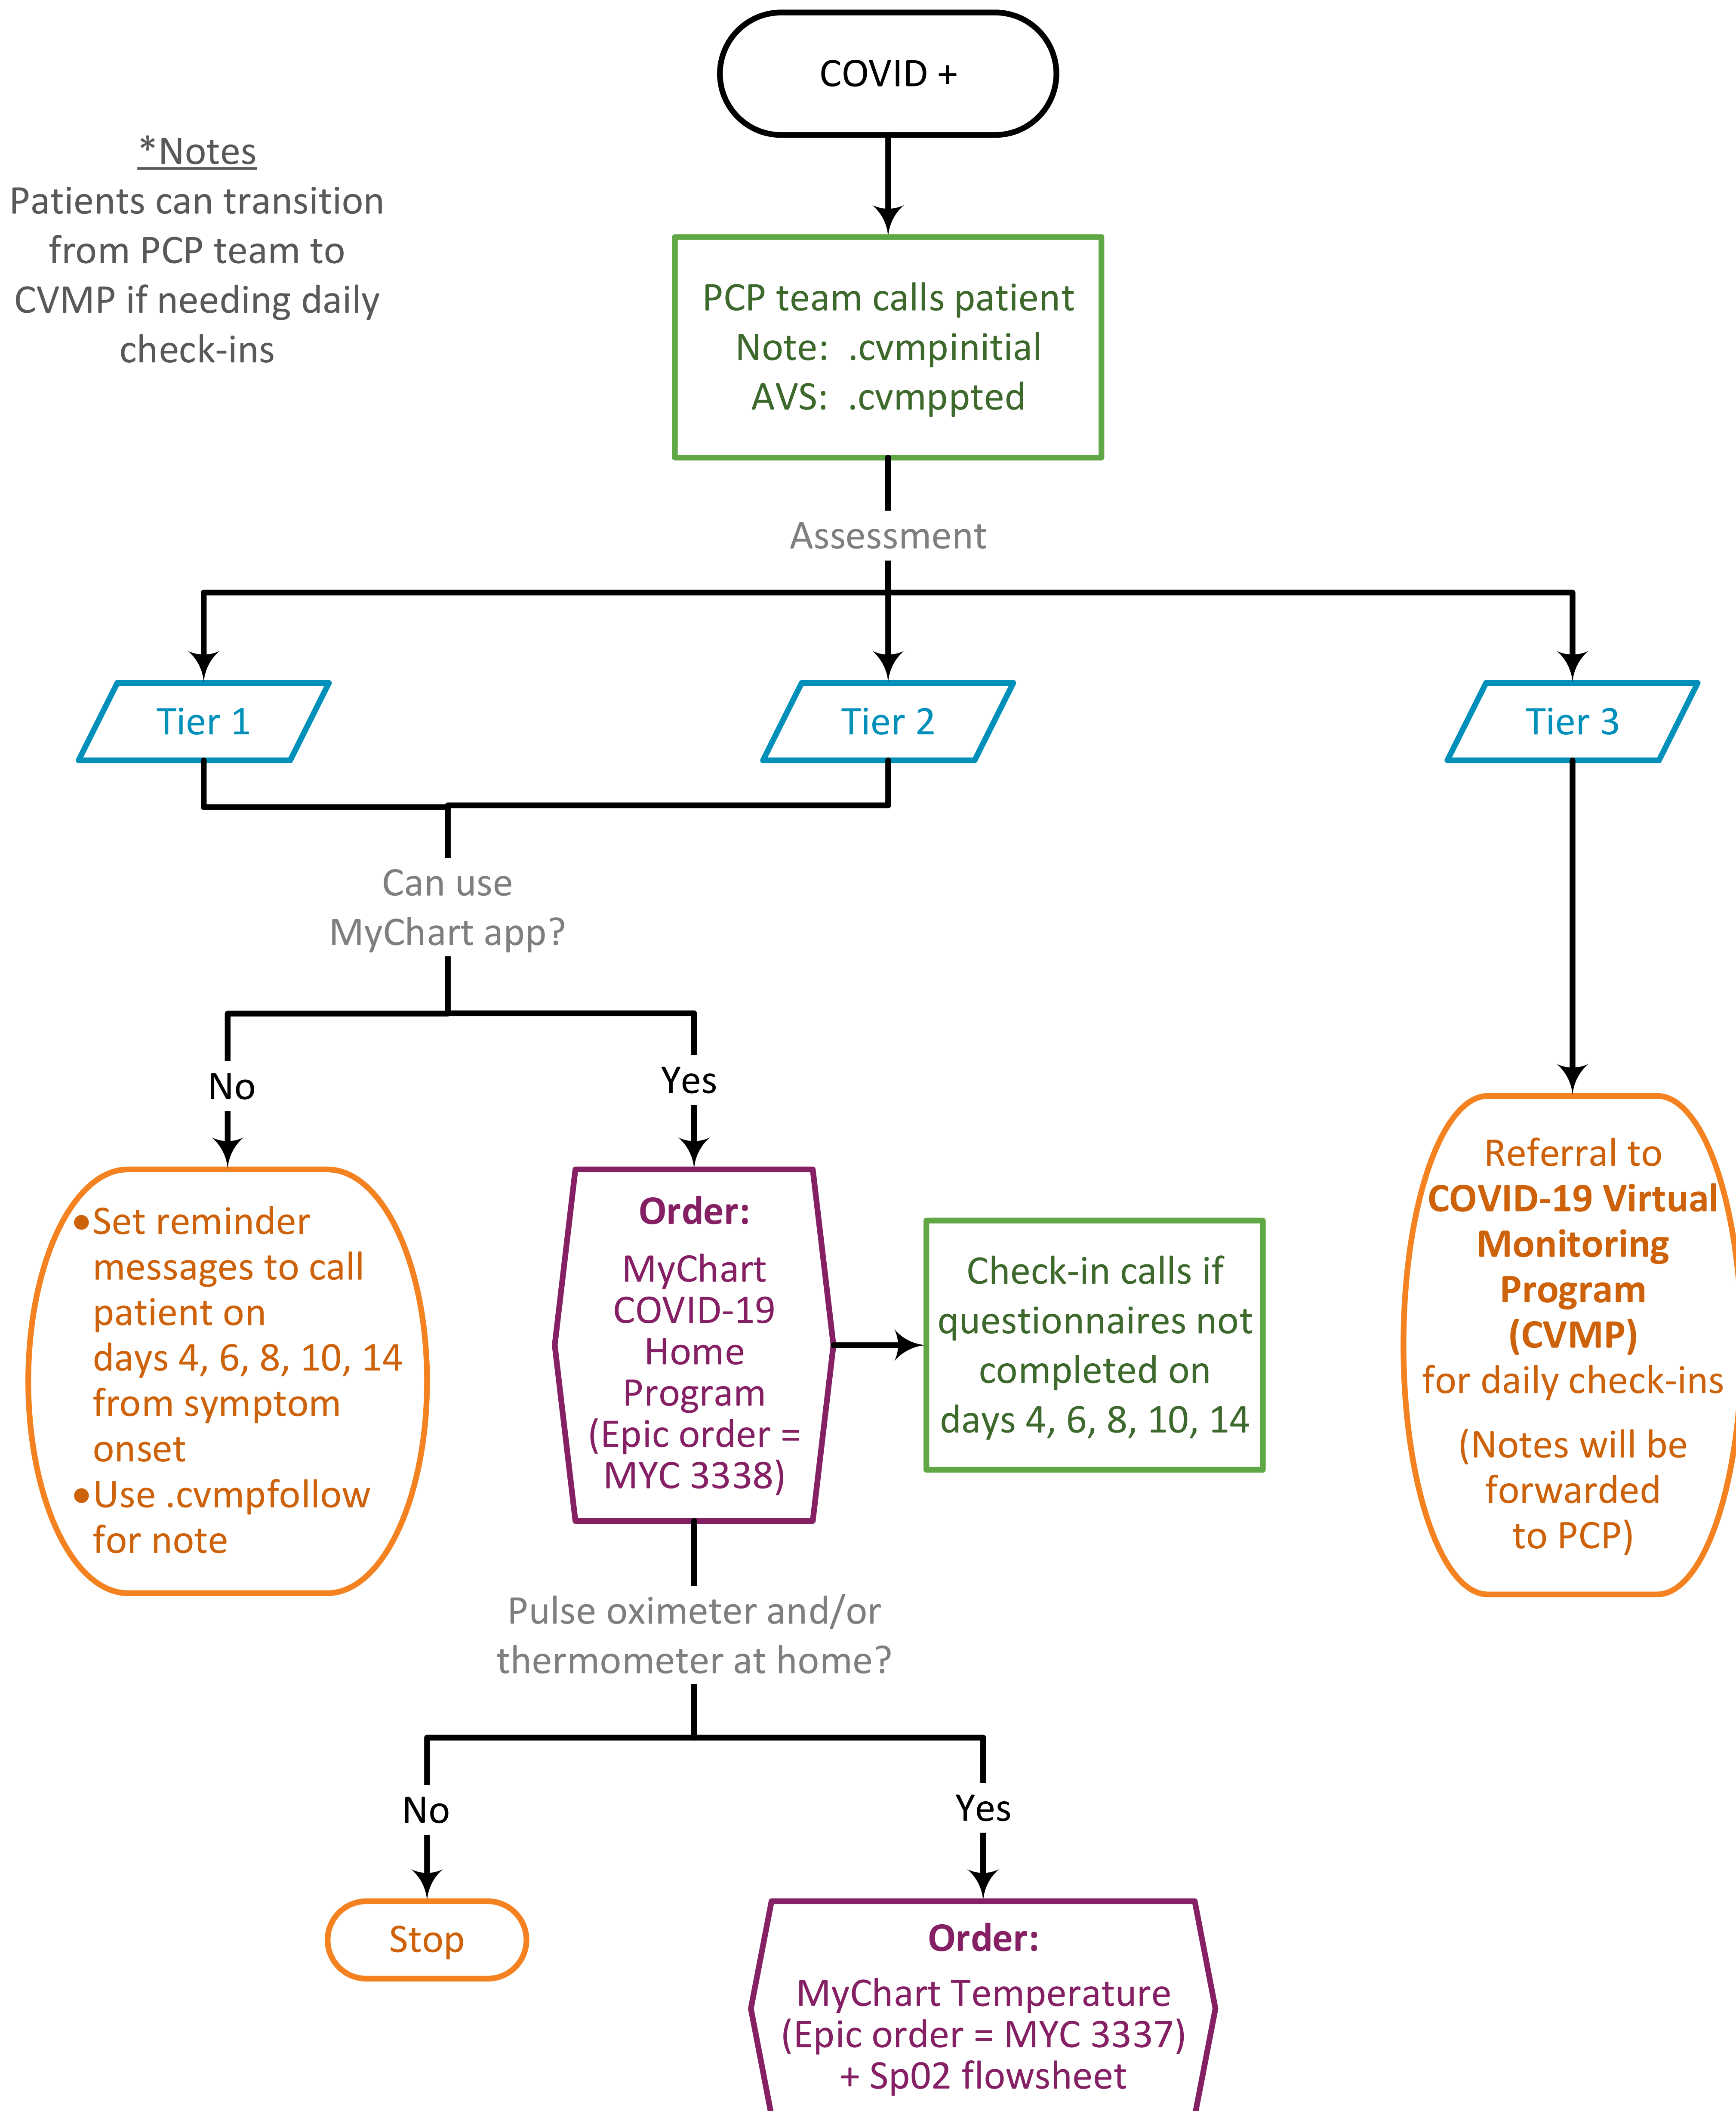 COVID +
*Notes
Patients can transition
from PCP team to
CVMP if needing daily
check-ins
PCP team calls patient
Note:  .cvmpinitial
AVS:  .cvmppted
Assessment
Tier 1
Tier 2
Tier 3
Can use
MyChart app?
No
Yes
•Set reminder
messages to call
patient on
days 4, 6, 8, 10, 14
from symptom
onset
•Use .cvmpfollow
for note
Order:
MyChart
COVID-19
Home
Program
(Epic order =
MYC 3338)
Check-in calls if
questionnaires not
completed on
days 4, 6, 8, 10, 14
Referral to
COVID-19 Virtual
Monitoring
Program
(CVMP)
for daily check-ins
(Notes will be
forwarded
to PCP)
Pulse oximeter and/or
thermometer at home?
No
Yes
Stop
Order:
MyChart Temperature
(Epic order = MYC 3337)
+ Sp02 flowsheet